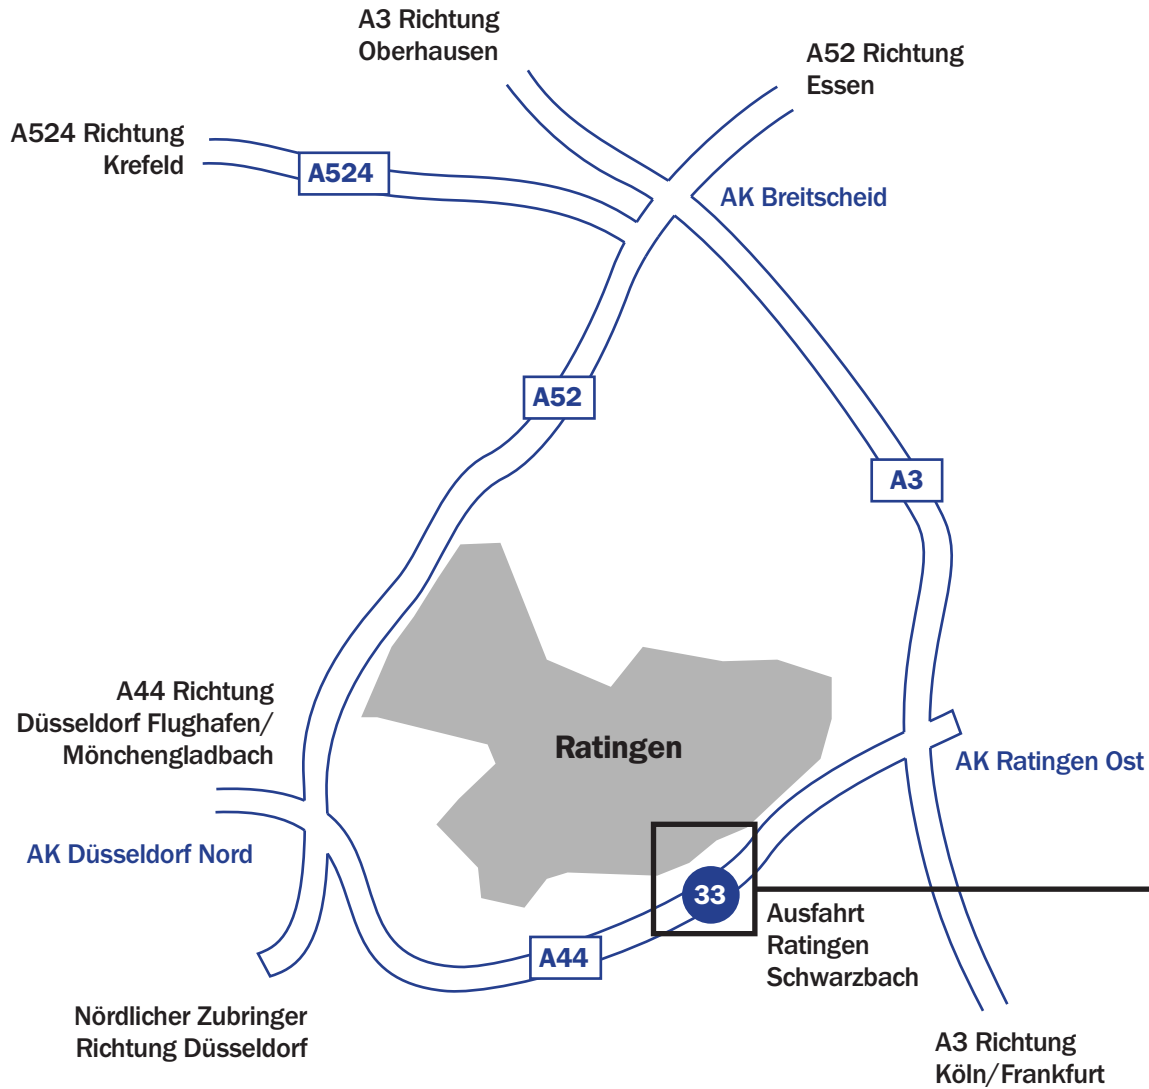 A3 Richtung
Oberhausen
A52 Richtung
Essen
A524 Richtung
Krefeld
A524
AK Breitscheid
A52
A3
A44 Richtung
Düsseldorf Flughafen/
Mönchengladbach
Ratingen
AK Ratingen Ost
AK Düsseldorf Nord
33
Ausfahrt
Ratingen
Schwarzbach
A44
Nördlicher Zubringer
Richtung Düsseldorf
A3 Richtung
Köln/Frankfurt